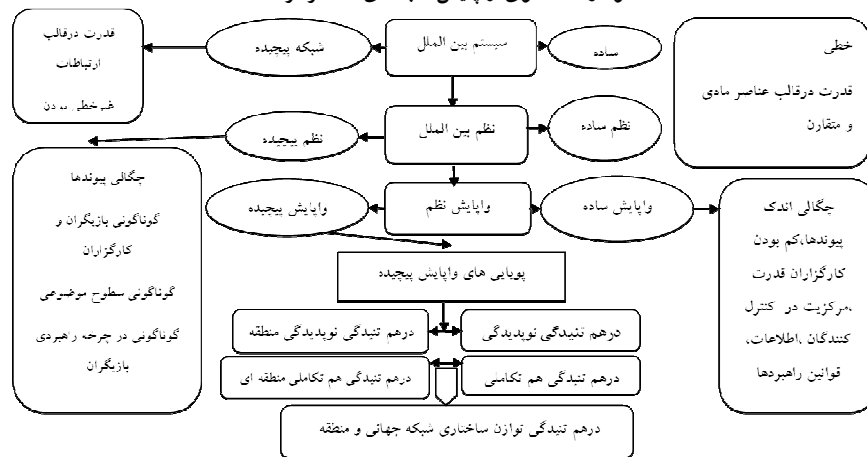 خطی
قدرت درقالب عناصر مادی
و متقارن
ساده
سیستم بین الملل
شبکه پیچیده
قدرت درقالب
ارتباطات
نظم ساده
نظم بین الملل
نظم پیچیده
واپایش ساده
واپایش نظم
واپایش پیچیده
چگالی اندک
پیوندها،کم بودن
کارگزاران قدرت
،مرکزیت در کنترل
کنندگان ،اطلاعات،
قوانین راهبردها
چگالی پیوندها
گوناگونی بازیگران و
کارگزاران
گوناگونی سطوح موضوعی
گوناگونی در چرخه راهبردی
بازیگران
پویایی های واپایش پیچیده
درهم تنیدگی نوپدیدگی
درهم تنیدگی نوپدیدگی منطقه
درهم تنیدگی هم تکاملی
درهم تنیدگی هم تکاملی منطقه ای
درهم تنیدگی توازن ساختاری شبکه جهانی و منطقه